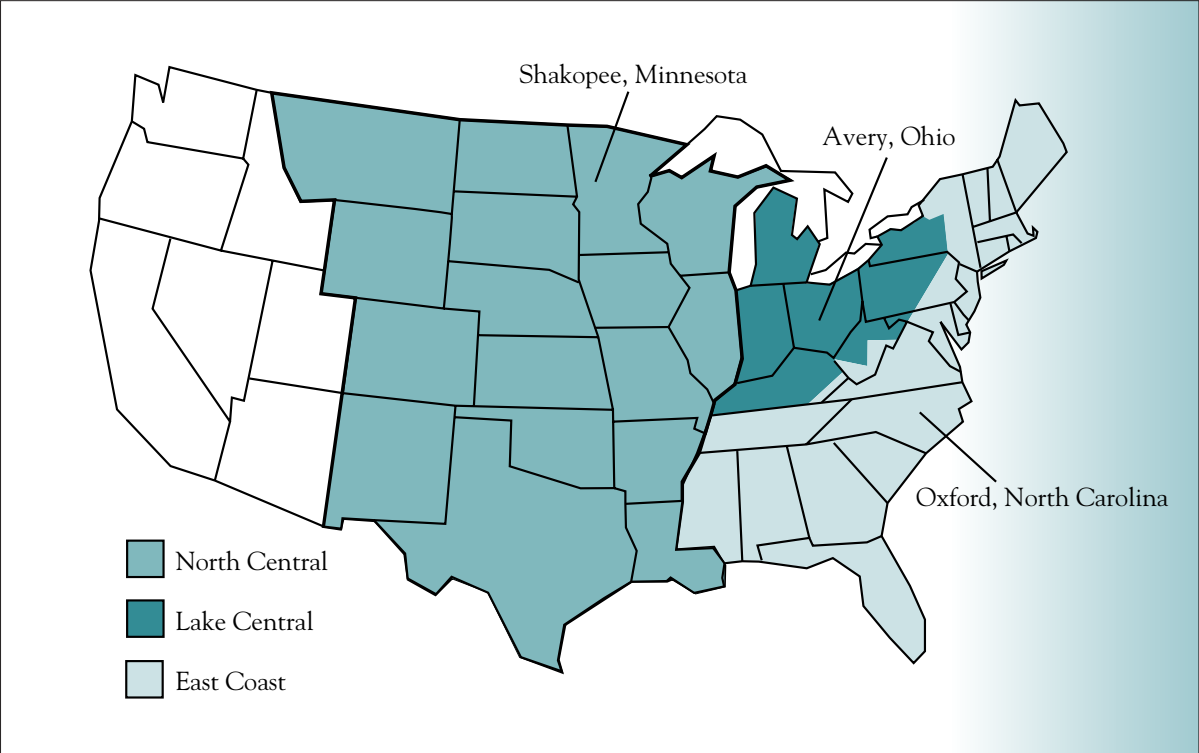 Shakopee, Minnesota
Avery, Ohio
Oxford, North Carolina
North Central
Lake Central
East Coast